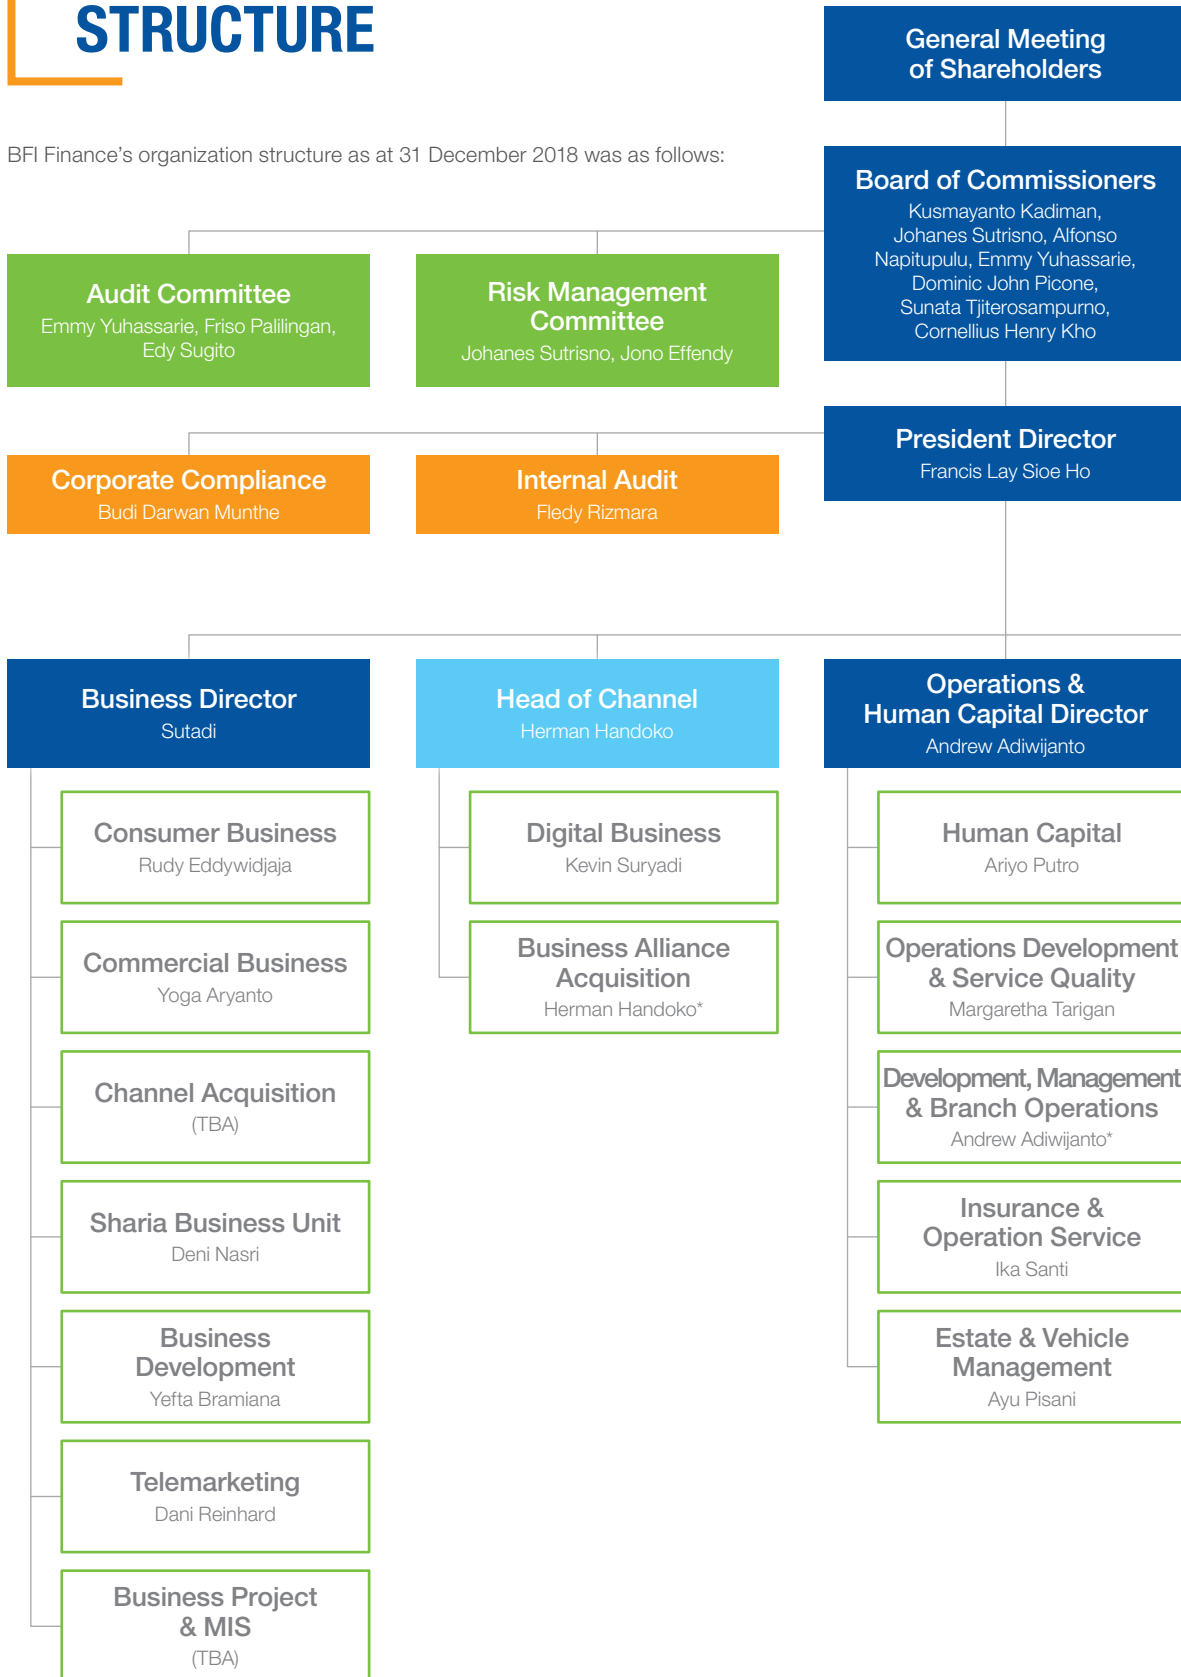 STRUCTURE
General Meeting
of Shareholders
BFI Finance's organization structure as at 31 December 2018 was as follows:
Board of Commissioners
Kusmayanto Kadiman,
Johanes Sutrisno, Alfonso
Napitupulu, Emmy Yuhassarie,
Dominic John Picone,
Sunata Tjiterosampurno,
Cornellius Henry Kho
Audit Committee
Emmy Yuhassarie, Friso Palilingan,
Edy Sugito
Risk Management
Committee
Johanes Sutrisno, Jono Effendy
President Director
Francis Lay Sioe Ho
Corporate Compliance
Budi Darwan Munthe
Internal Audit
Fledy Rizmara
Business Director
Sutadi
Consumer Business
Rudy Eddywidjaja
Commercial Business
Yoga Aryanto
Channel Acquisition
(TBA)
Sharia Business Unit
Deni Nasri
Business
Development
Yefta Bramiana
Telemarketing
Dani Reinhard
Business Project
& MIS
(TBA)
Head of Channel
Herman Handoko
Digital Business
Kevin Suryadi
Business Alliance
Acquisition
Herman Handoko*
Operations &
Human Capital Director
Andrew Adiwijanto
Human Capital
Ariyo Putro
Operations Development
& Service Quality
Margaretha Tarigan
Development, Management
& Branch Operations
Andrew Adiwijanto*
Insurance &
Operation Service
Ika Santi
Estate & Vehicle
Management
Ayu Pisani